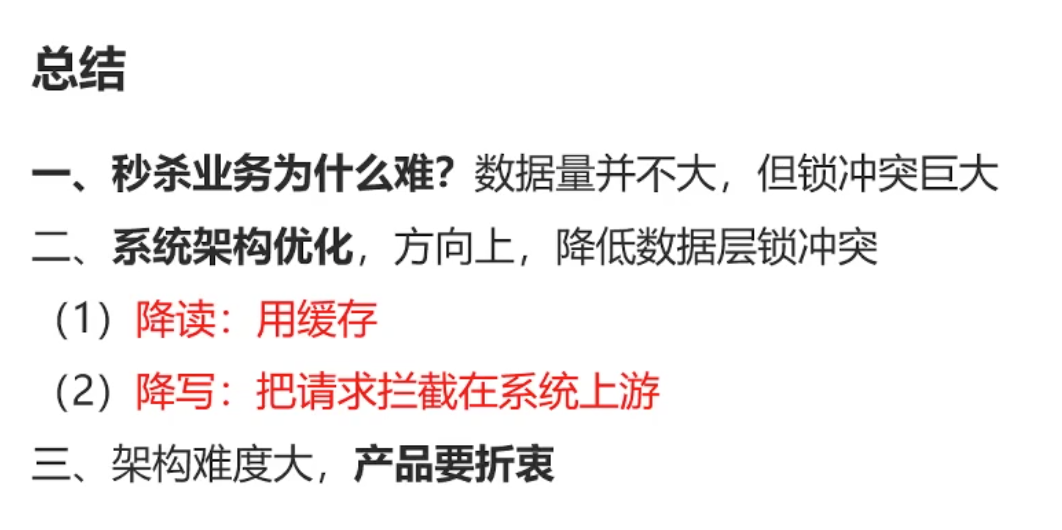 总结
一、秒杀业务为什么难？数据量并不大，但锁冲突巨大
二、系统架构优化，方向上，降低数据层锁冲突
（1）降读：用缓存
（2）降写：把请求拦截在系统上游
三、架构难度大，产品要折衷